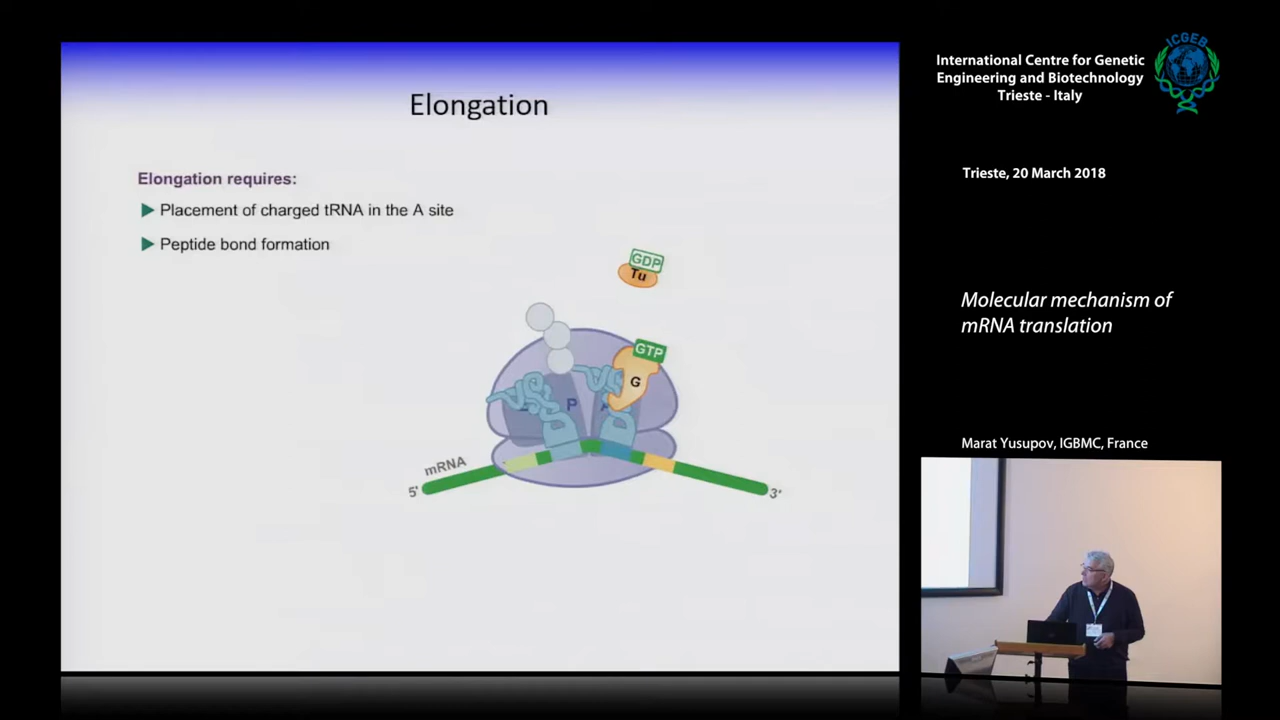 Elongation
Elongation requires:
Placement of charged tRNA in the A site
Peptide bond formation
GDP
Tu
GTP
G
P
mRNA
5'
3'
ICGEB
International Centre for Genetic
Engineering and Biotechnology
Trieste - Italy
Trieste, 20 March 2018
Molecular mechanism of
mRNA translation
Marat Yusupov, IGBMC, France